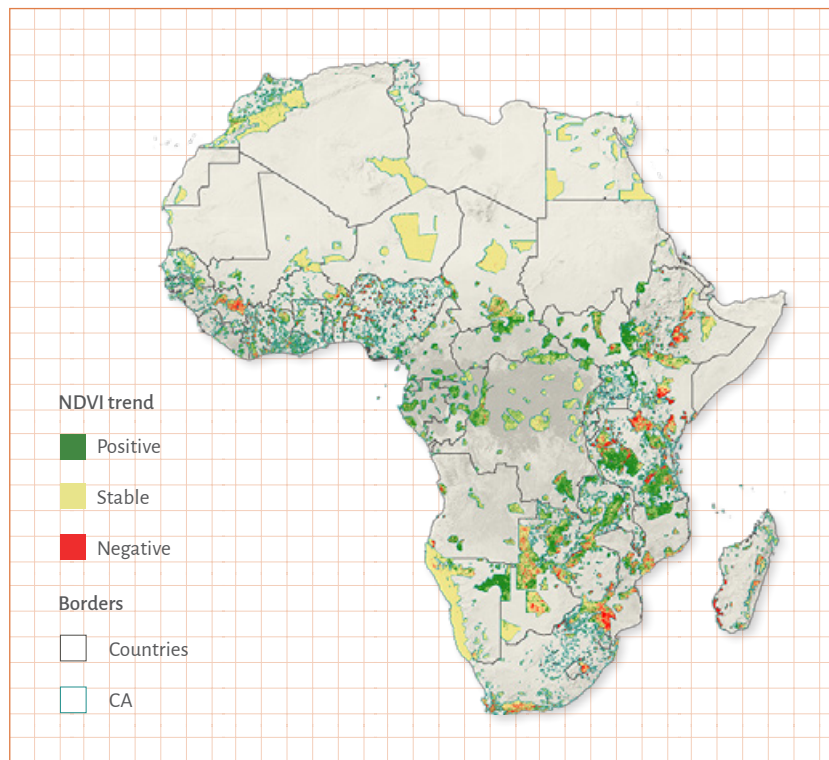 NDVI trend
Positive
Stable
Negative
Borders
Countries
CA